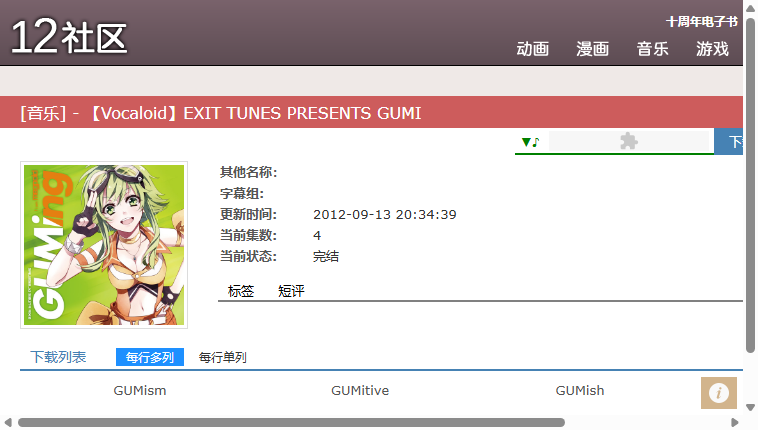 12社区
十周年电子书
动画 漫画 音乐 游戏
[音乐] - 【Vocaloid】EXIT TUNES PRESENTS GUMI
▼♪
GUMing
其他名称:
字幕组:
更新时间: 2012-09-13 20:34:39
当前集数: 4
当前状态: 完结
标签 短评
下载列表 每行多列 每行单列
GUMism GUMitive GUMish